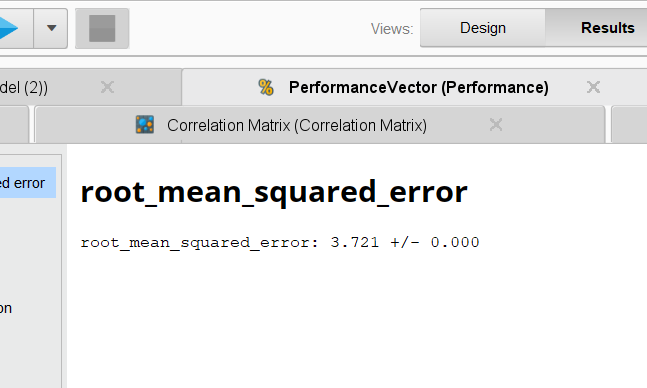 Views:
Design
Results
del (2))
PerformanceVector (Performance)
Correlation Matrix (Correlation Matrix)
ed error
root_mean_squared_error
root_mean_squared_error: 3.721 +/- 0.000
on